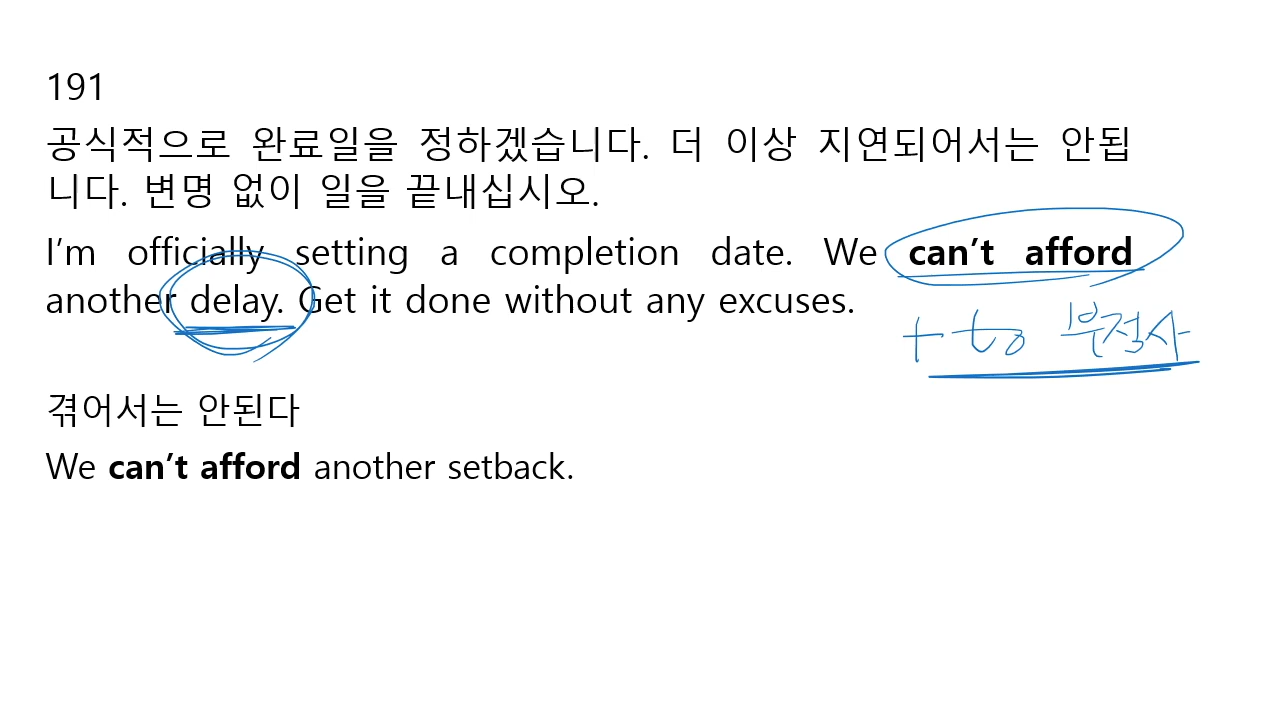 191
공식적으로 완료일을 정하겠습니다. 더 이상 지연되어서는 안됩
니다. 변명 없이 일을 끝내십시오.
I’m officially setting a completion date. We can’t afford
another delay. Get it done without any excuses.
+ to 부정사
겪어서는 안된다
We can’t afford another setback.